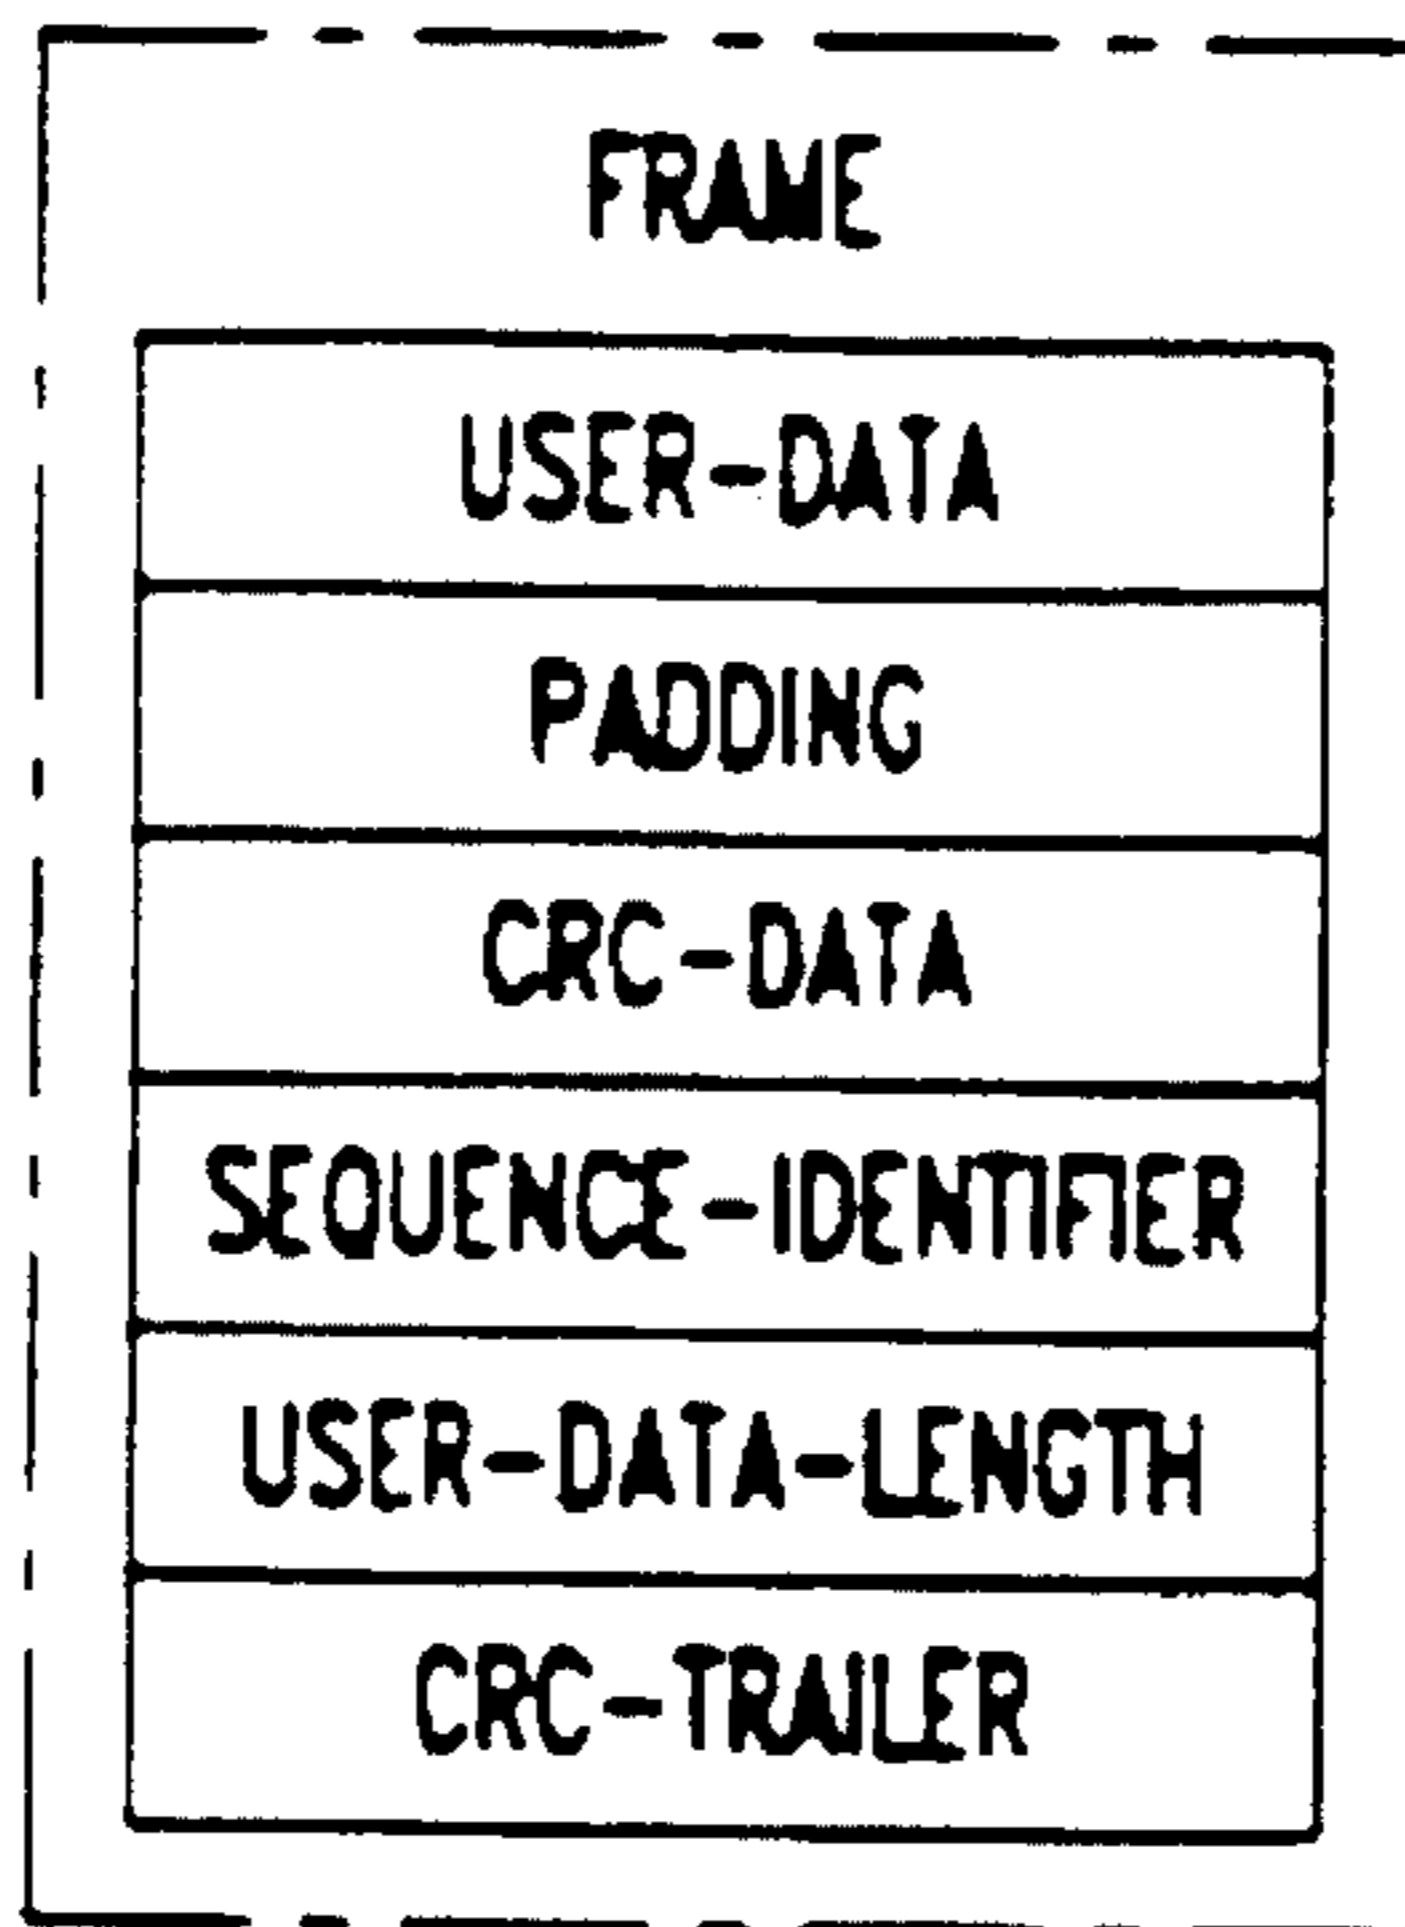 FRAME
USER-DATA
PADDING
CRC-DATA
SEQUENCE-IDENTIFIER
USER-DATA-LENGTH
CRC-TRAILER